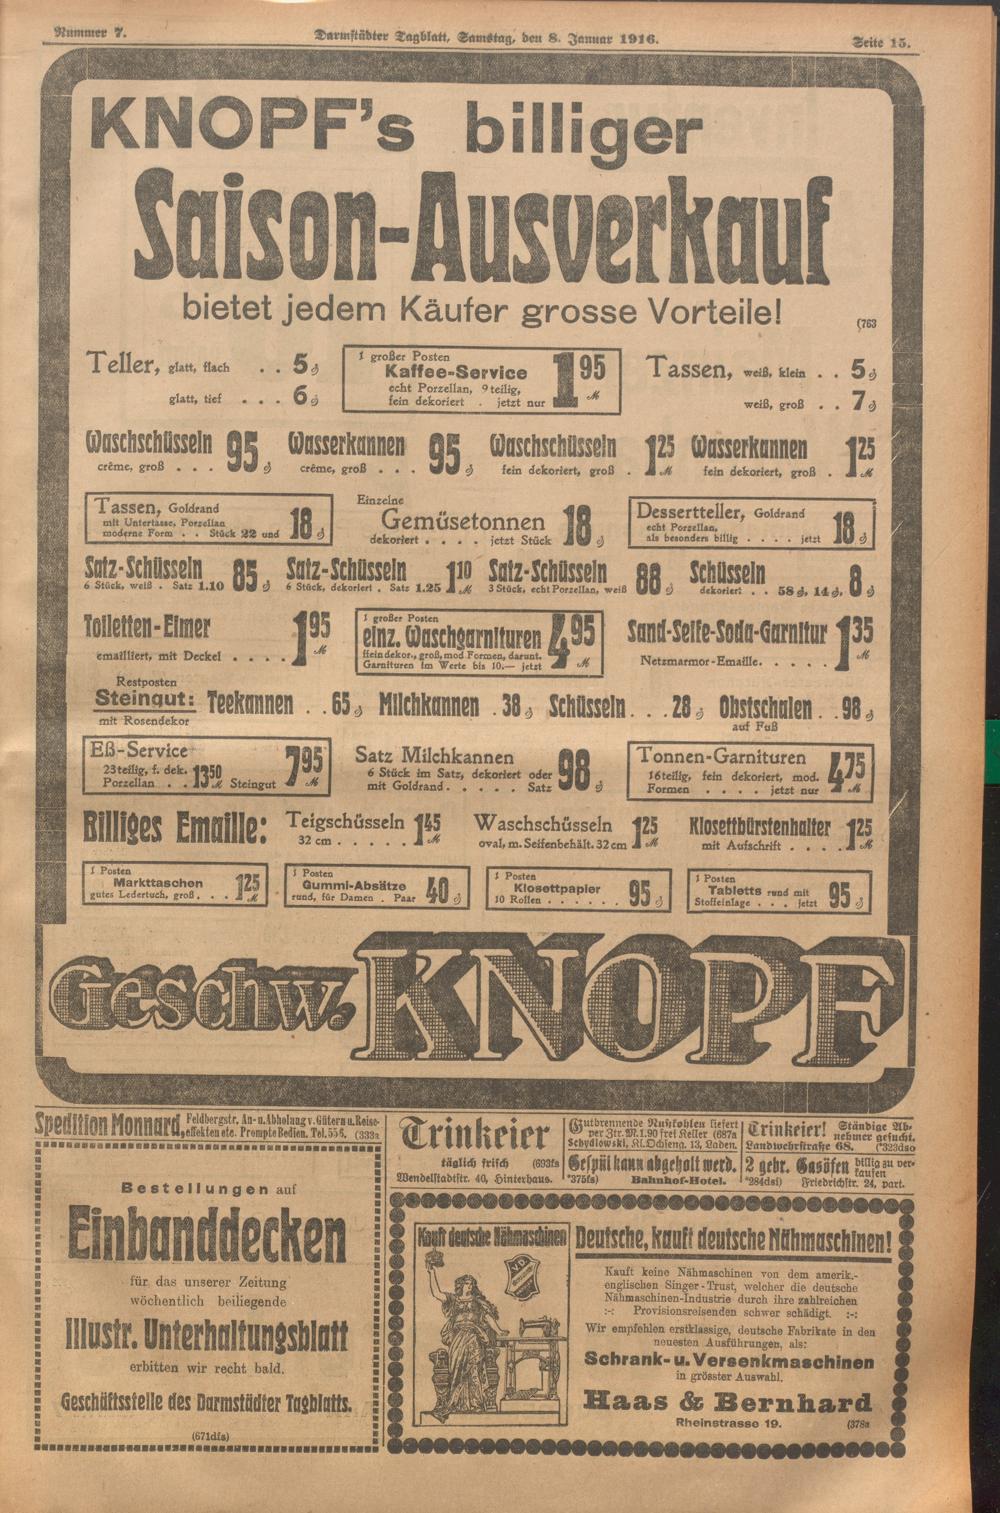 Nummer 7.
Darmstädter Tagblatt, Samstag, den 8. Januar 1916.
Seite 15.
KNOPF's billiger
Saison-Ausverkauf
bietet jedem Käufer grosse Vorteile!
(763
Teller, glatt, flach . . 5 ₰
glatt, tief . . . 6 ₰
1 großer Posten
Kaffee-Service
echt Porzellan, 9 teilig,
fein dekoriert . jetzt nur 1 95 ℳ
Tassen, weiß, klein . . 5 ₰
weiß, groß . . 7 ₰
Waschschüsseln 95 ₰
crême, groß . . .
Wasserkannen 95 ₰
crême, groß . . .
Waschschüsseln 1 25 ℳ
fein dekoriert, groß .
Wasserkannen 1 25 ℳ
fein dekoriert, groß .
Tassen, Goldrand
mit Untertasse, Porzellan
moderne Form . . Stück 22 und 18 ₰
Einzelne
Gemüsetonnen 18 ₰
dekoriert . . . . jetzt Stück
Dessertteller, Goldrand
echt Porzellan,
als besonders billig . . . . jetzt 18 ₰
Satz-Schüsseln 85 ₰
6 Stück, weiß . Satz 1.10
Satz-Schüsseln 1 10 ℳ
6 Stück, dekoriert . Satz 1.25
Satz-Schüsseln 88 ₰
3 Stück, echt Porzellan, weiß
Schüsseln
dekoriert . . 58 ₰, 14 ₰, 8 ₰
Toiletten-Eimer 1 95 ℳ
emailliert, mit Deckel . . . .
1 großer Posten
einz. Waschgarnituren 4 95 ℳ
fein dekor., groß, mod Formen, darunt.
Garnituren im Werte bis 10.— jetzt
Sand-Seife-Soda-Garnitur 1 35 ℳ
Netzmarmor-Emaille. . . . . .
Restposten
Steingut: Teekannen . . 65 ₰ Milchkannen . 38 ₰ Schüsseln . . . 28 ₰ Obstschalen . . 98 ₰
mit Rosendekor
auf Fuß
Eß-Service
23 teilig, f. dek.
Porzellan . . 13 50 ℳ Steingut 7 95 ℳ
Satz Milchkannen
6 Stück im Satz, dekoriert oder
mit Goldrand . . . . . Satz 98 ₰
Tonnen-Garnituren
16 teilig, fein dekoriert, mod.
Formen . . . . . jetzt nur 4 75 ℳ
Billiges Emaille:
Teigschüsseln 1 45 ℳ
32 cm . . . . .
Waschschüsseln 1 25 ℳ
oval, m. Seifenbehält. 32 cm
Klosettbürstenhalter 1 25 ℳ
mit Aufschrift . . . .
1 Posten
Markttaschen
gutes Ledertuch, groß . . . 1 25 ℳ
1 Posten
Gummi-Absätze
rund, für Damen . Paar 40 ₰
1 Posten
Klosettpapier
10 Rollen . . . . . . 95 ₰
1 Posten
Tabletts rund mit
Stoffeinlage . . . jetzt 95 ₰
Geschw. KNOPF
Spedition Monnard, Feldbergstr. An- u. Abholung v. Gütern u. Reise-
effekten etc. Prompte Bedien. Tel. 556. (333a
Bestellungen auf
Einbanddecken
für das unserer Zeitung
wöchentlich beiliegende
Illustr. Unterhaltungsblatt
erbitten wir recht bald.
Geschäftsstelle des Darmstädter Tagblatts.
(671dfs)
Trinkeier
täglich frisch (693fs
Wendelstadtstr. 40, Hinterhaus.
Gutbrennende Nußkohlen liefert
per Ztr. M. 1.90 frei Keller (687a
Schydlowski, Kl. Ochseng. 13, Laden.
Gespül kann abgeholt werd.
*375fs) Bahnhof-Hotel.
Trinkeier! Ständige Ab-
nehmer gesucht.
Landwehrstraße 68. (*323dso
2 gebr. Gasöfen billig zu ver-
kaufen
*284dsi) Friedrichstr. 24, part.
Kauft deutsche Nähmaschinen
Deutsche, kauft deutsche Nähmaschinen!
Kauft keine Nähmaschinen von dem amerik.-
englischen Singer-Trust, welcher die deutsche
Nähmaschinen-Industrie durch ihre zahlreichen
:-: Provisionsreisenden schwer schädigt. :-:
Wir empfehlen erstklassige, deutsche Fabrikate in den
neuesten Ausführungen, als:
Schrank- u. Versenkmaschinen
in grösster Auswahl.
Haas & Bernhard
Rheinstrasse 19. (378a